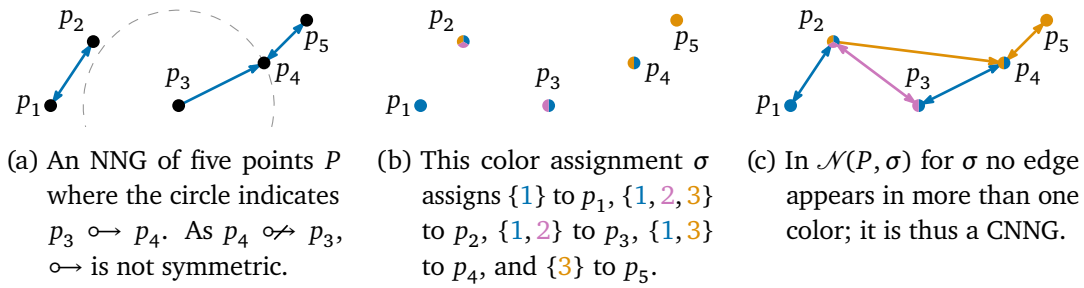 p₂ p₅ p₁ p₃ p₄
p₂ p₅ p₁ p₃ p₄
p₂ p₅ p₁ p₃ p₄
(a) An NNG of five points P
where the circle indicates
p₃ ⊶ p₄. As p₄ ⊶̸ p₃,
⊶ is not symmetric.
(b) This color assignment σ
assigns {1} to p₁, {1, 2, 3}
to p₂, {1, 2} to p₃, {1, 3}
to p₄, and {3} to p₅.
(c) In 𝒩(P, σ) for σ no edge
appears in more than one
color; it is thus a CNNG.